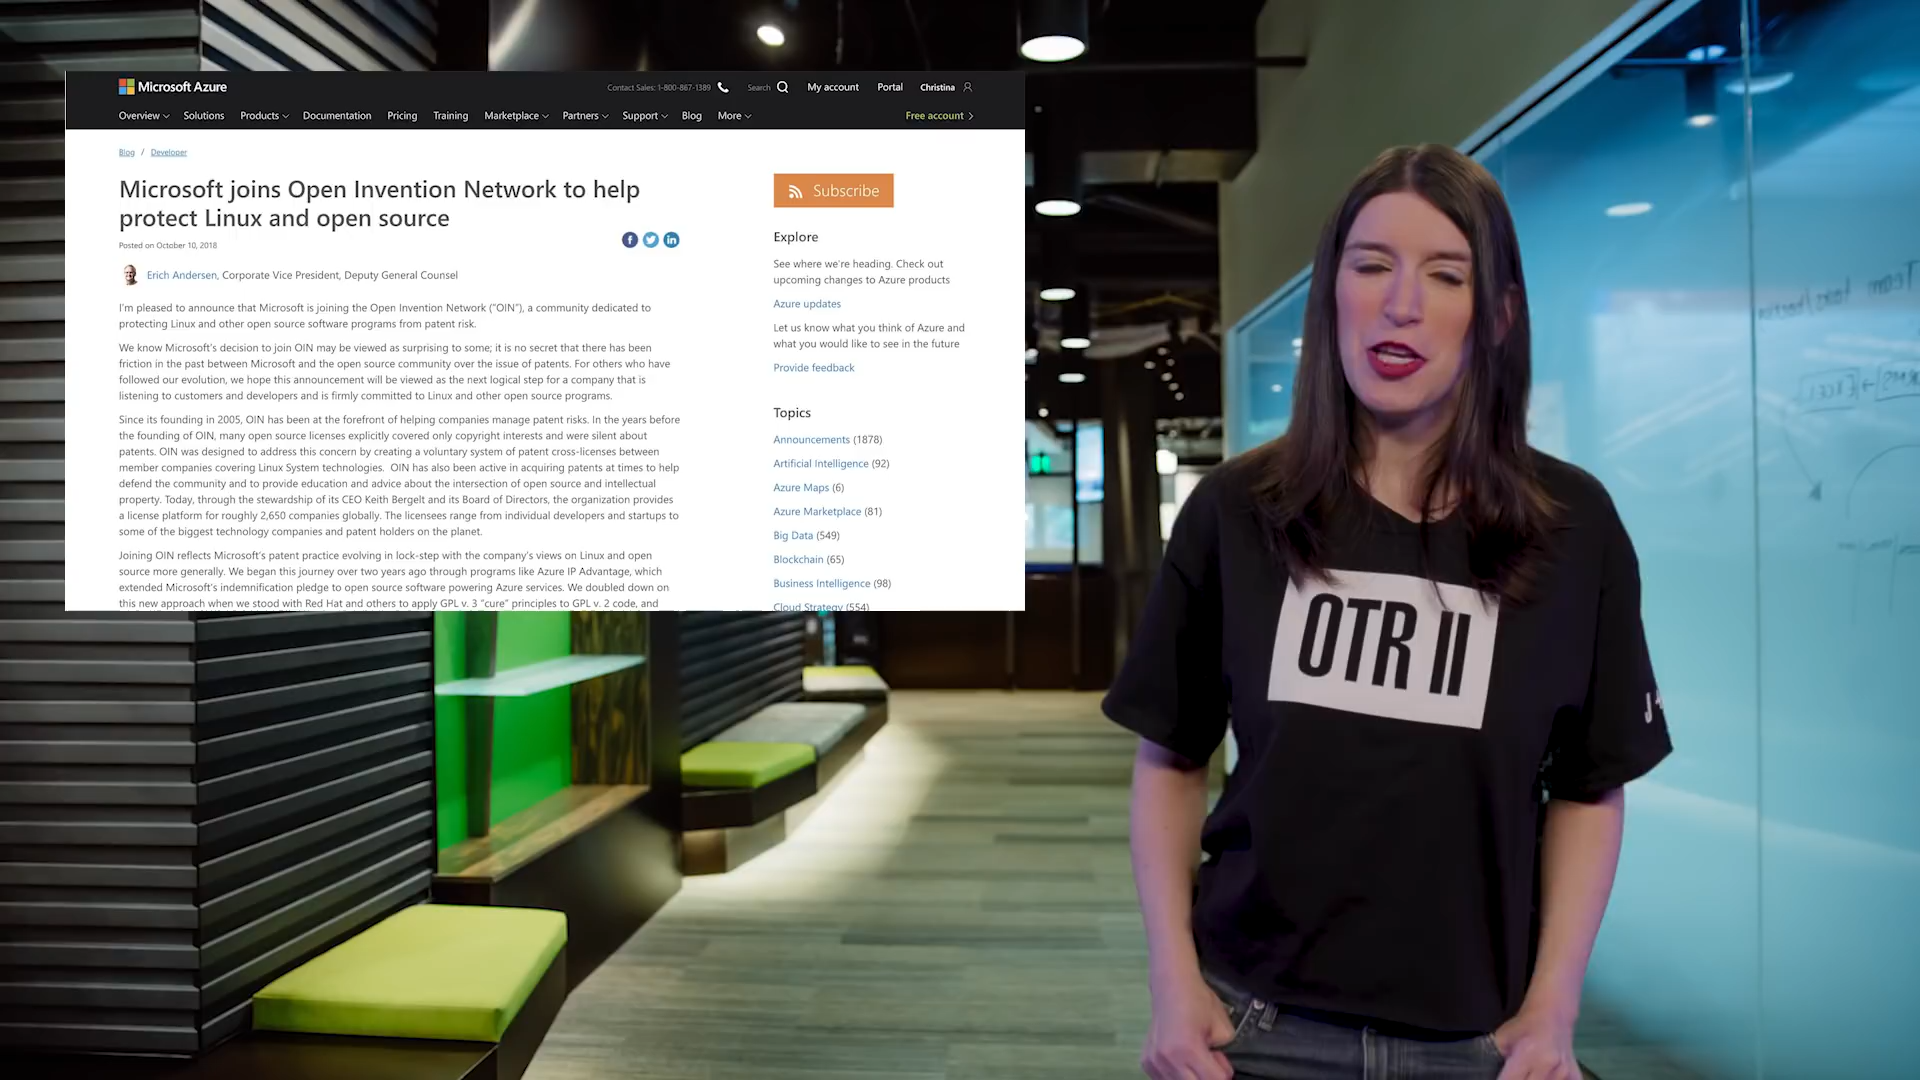 Microsoft Azure
Contact Sales: 1-800-867-1389
Search
My account
Portal
Christina
Overview
Solutions
Products
Documentation
Pricing
Training
Marketplace
Partners
Support
Blog
More
Free account
Blog / Developer
Microsoft joins Open Invention Network to help
protect Linux and open source
Posted on October 10, 2018
Erich Andersen, Corporate Vice President, Deputy General Counsel
I'm pleased to announce that Microsoft is joining the Open Invention Network ("OIN"), a community dedicated to
protecting Linux and other open source software programs from patent risk.
We know Microsoft's decision to join OIN may be viewed as surprising to some; it is no secret that there has been
friction in the past between Microsoft and the open source community over the issue of patents. For others who have
followed our evolution, we hope this announcement will be viewed as the next logical step for a company that is
listening to customers and developers and is firmly committed to Linux and other open source programs.
Since its founding in 2005, OIN has been at the forefront of helping companies manage patent risks. In the years before
the founding of OIN, many open source licenses explicitly covered only copyright interests and were silent about
patents. OIN was designed to address this concern by creating a voluntary system of patent cross-licenses between
member companies covering Linux System technologies. OIN has also been active in acquiring patents at times to help
defend the community and to provide education and advice about the intersection of open source and intellectual
property. Today, through the stewardship of its CEO Keith Bergelt and its Board of Directors, the organization provides
a license platform for roughly 2,650 companies globally. The licensees range from individual developers and startups to
some of the biggest technology companies and patent holders on the planet.
Joining OIN reflects Microsoft's patent practice evolving in lock-step with the company's views on Linux and open
source more generally. We began this journey over two years ago through programs like Azure IP Advantage, which
extended Microsoft's indemnification pledge to open source software powering Azure services. We doubled down on
this new approach when we stood with Red Hat and others to apply GPL v. 3 "cure" principles to GPL v. 2 code, and
Subscribe
Explore
See where we're heading. Check out
upcoming changes to Azure products
Azure updates
Let us know what you think of Azure and
what you would like to see in the future
Provide feedback
Topics
Announcements (1878)
Artificial Intelligence (92)
Azure Maps (6)
Azure Marketplace (81)
Big Data (549)
Blockchain (65)
Business Intelligence (98)
Cloud Strategy (554)
OTR II
J